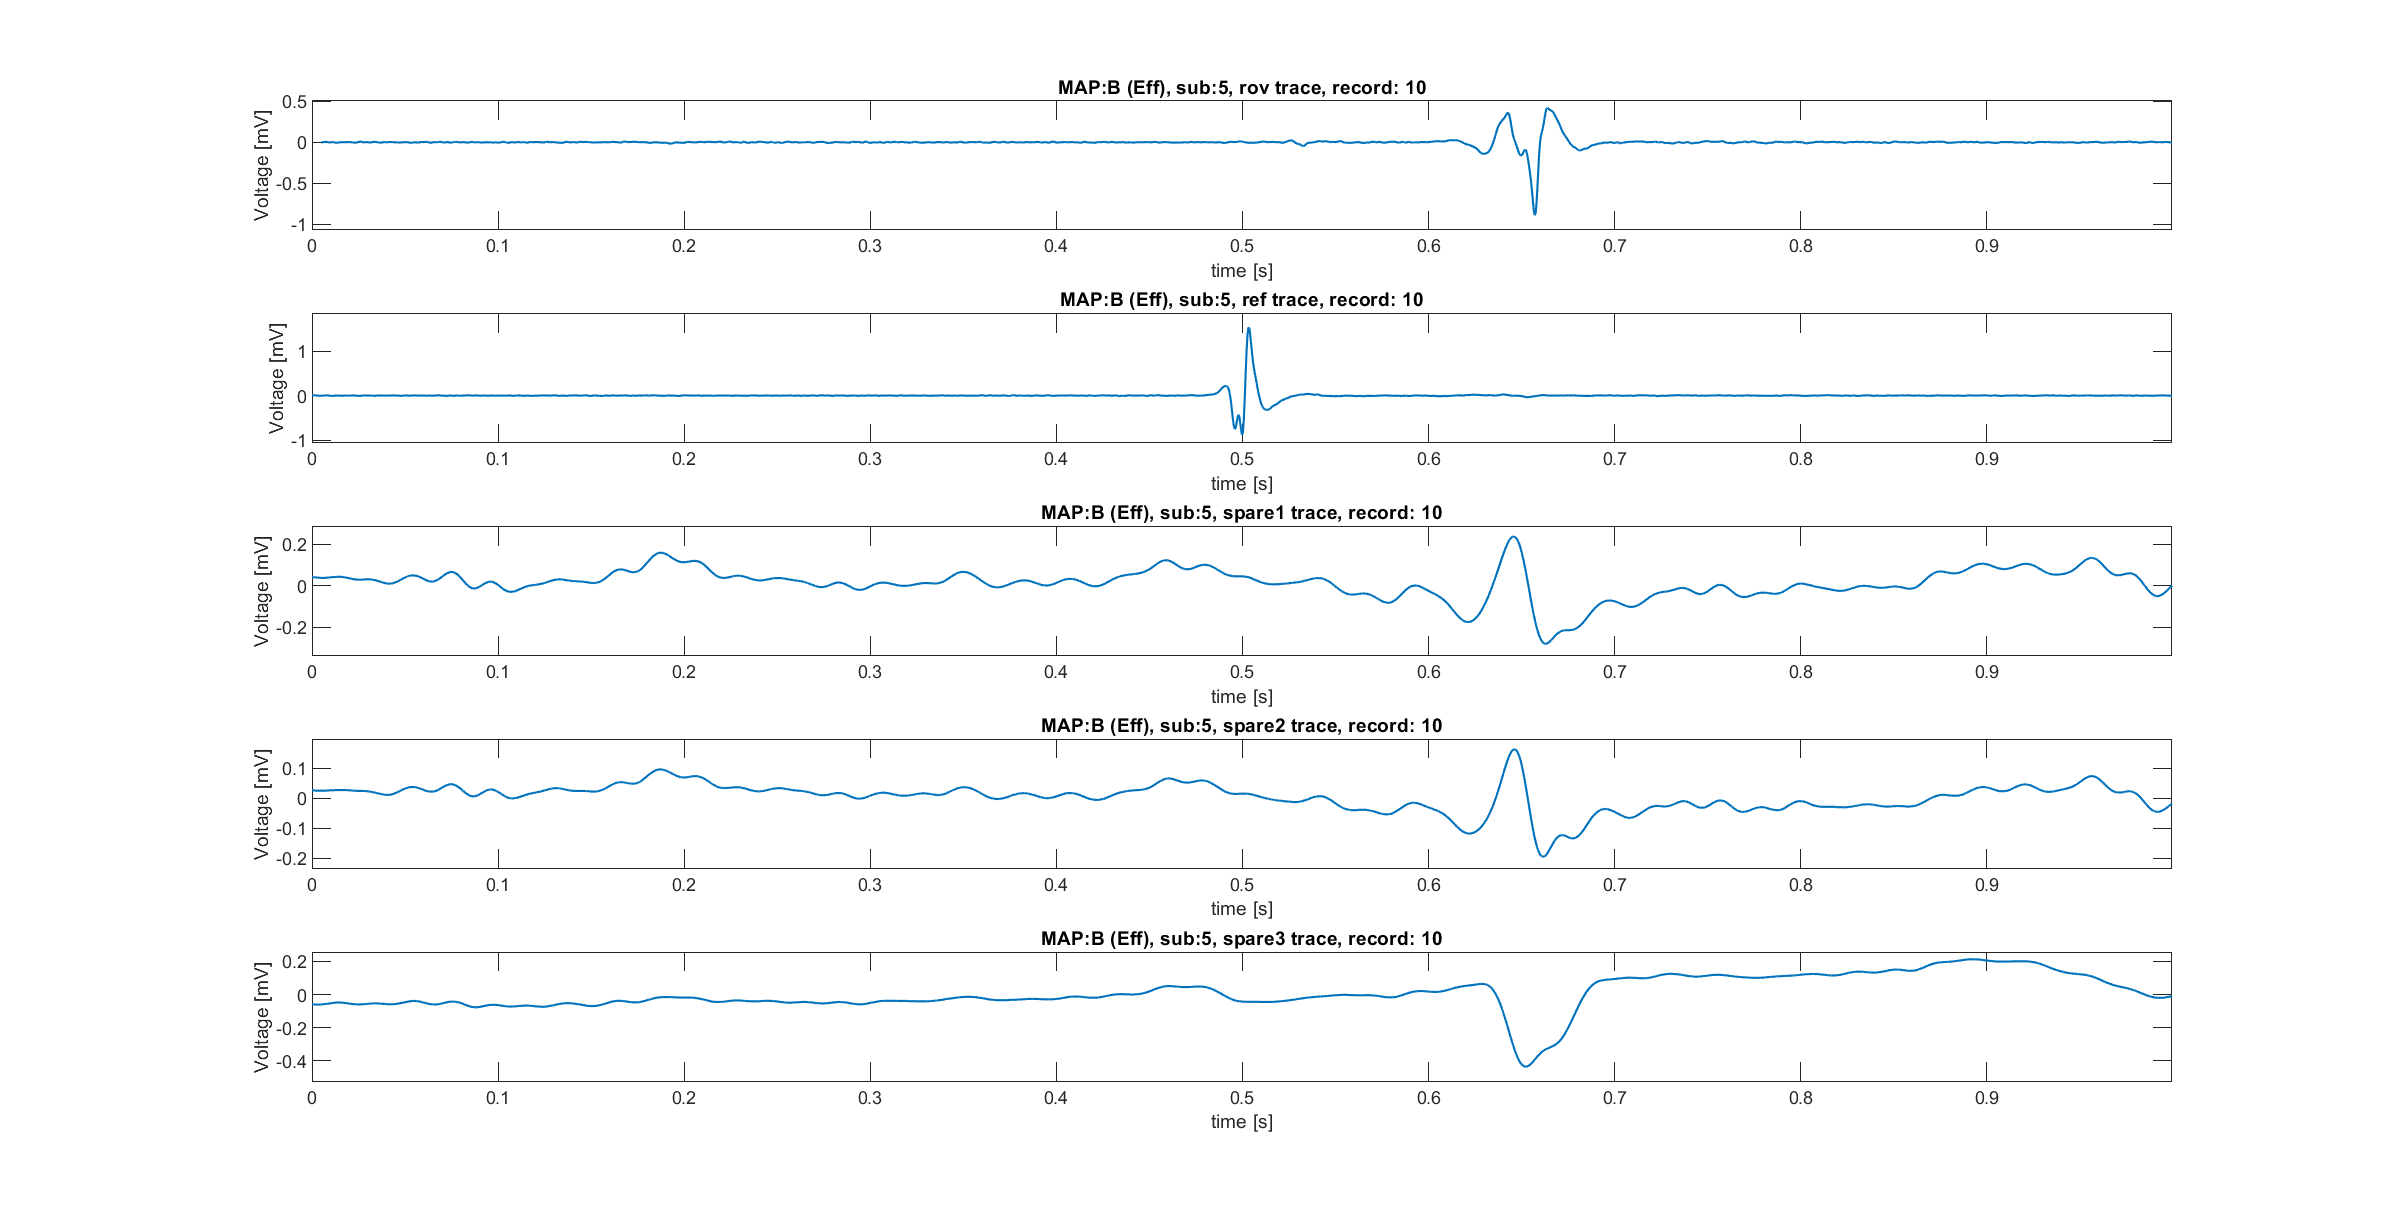 MAP:B (Eff), sub:5, rov trace, record: 10
Voltage [mV]
0.5
0
-0.5
-1
0 0.1 0.2 0.3 0.4 0.5 0.6 0.7 0.8 0.9
time [s]
MAP:B (Eff), sub:5, ref trace, record: 10
Voltage [mV]
1
0
-1
0 0.1 0.2 0.3 0.4 0.5 0.6 0.7 0.8 0.9
time [s]
MAP:B (Eff), sub:5, spare1 trace, record: 10
Voltage [mV]
0.2
0
-0.2
0 0.1 0.2 0.3 0.4 0.5 0.6 0.7 0.8 0.9
time [s]
MAP:B (Eff), sub:5, spare2 trace, record: 10
Voltage [mV]
0.1
0
-0.1
-0.2
0 0.1 0.2 0.3 0.4 0.5 0.6 0.7 0.8 0.9
time [s]
MAP:B (Eff), sub:5, spare3 trace, record: 10
Voltage [mV]
0.2
0
-0.2
-0.4
0 0.1 0.2 0.3 0.4 0.5 0.6 0.7 0.8 0.9
time [s]